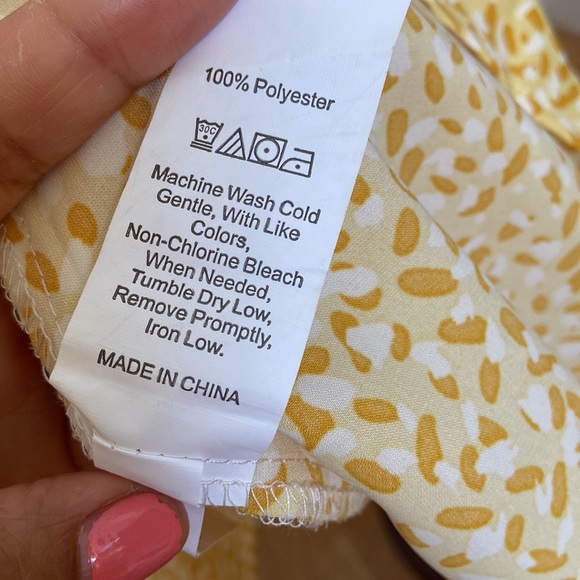 100% Polyester
30C
Machine Wash Cold
Gentle, With Like
Colors,
Non-Chlorine Bleach
When Needed,
Tumble Dry Low,
Remove Promptly,
Iron Low.
MADE IN CHINA